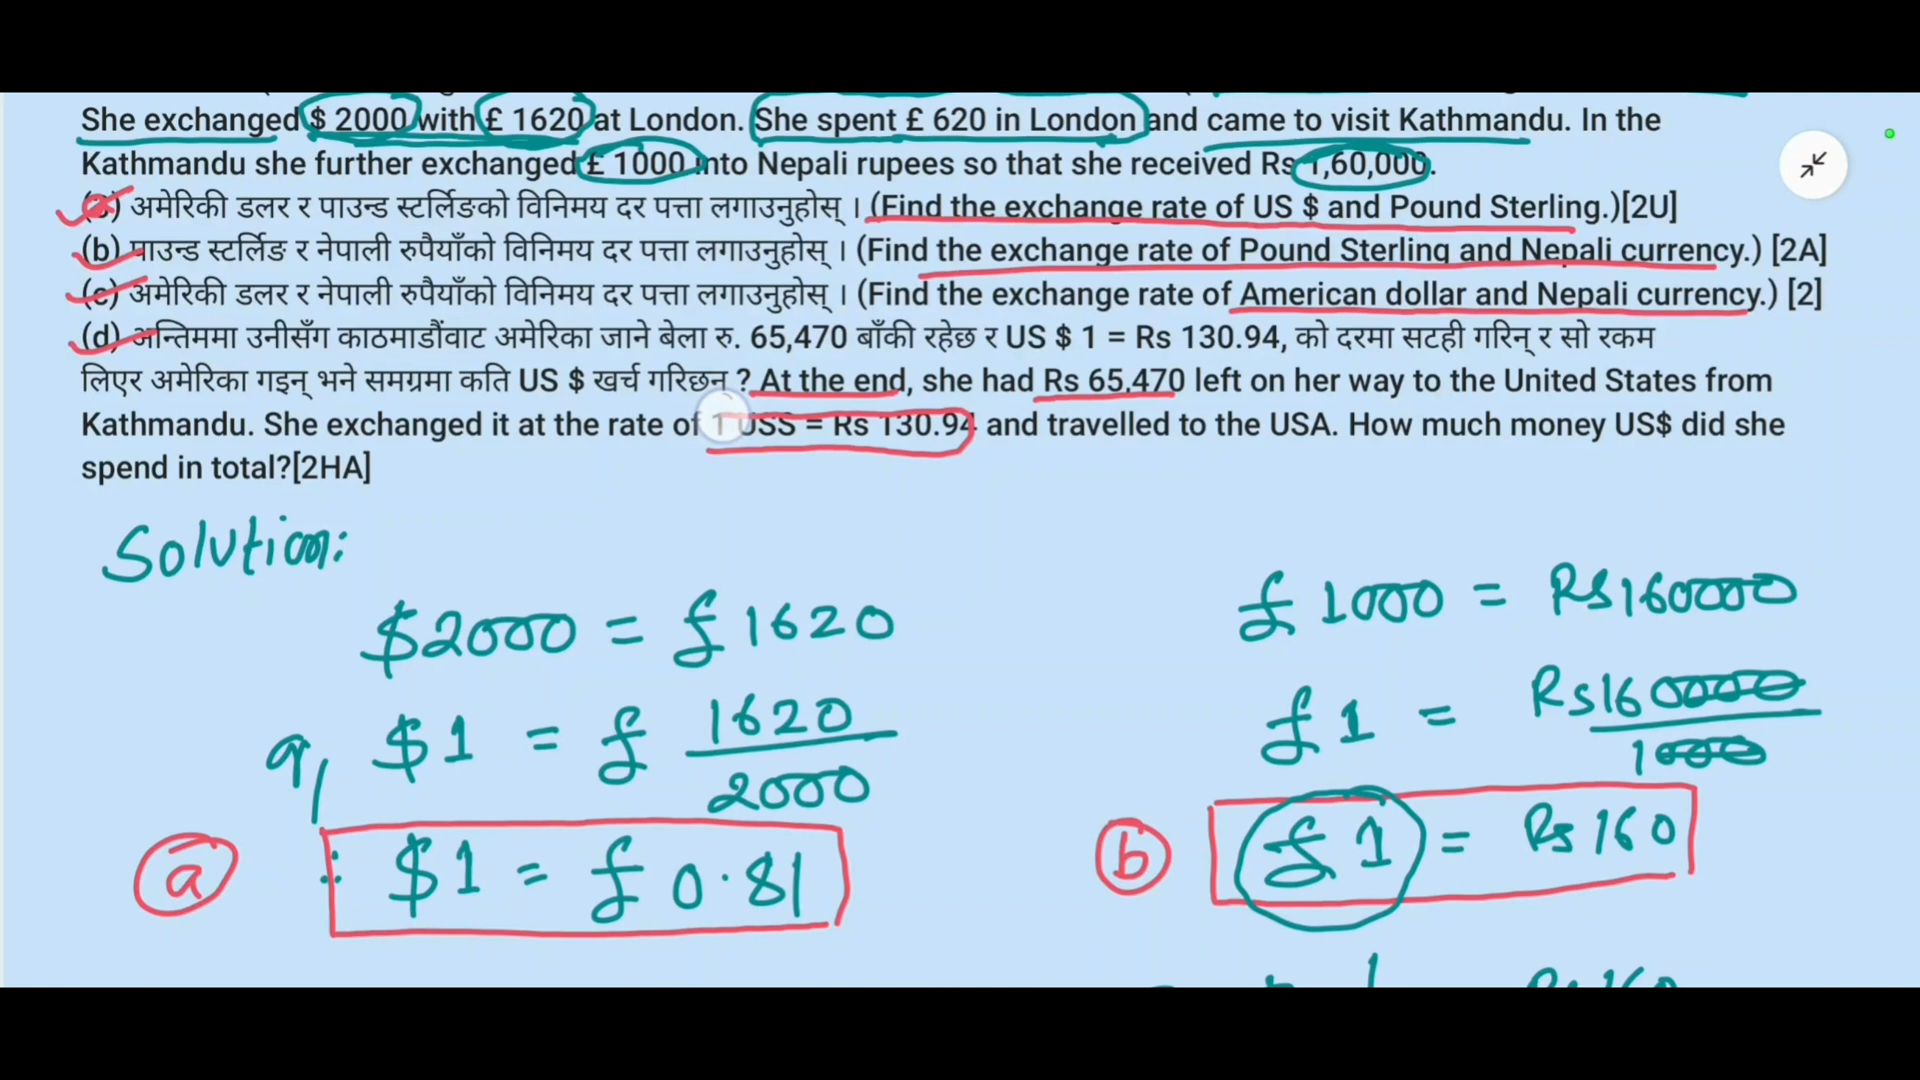 She exchanged $ 2000 with £ 1620 at London. She spent £ 620 in London and came to visit Kathmandu. In the
Kathmandu she further exchanged £ 1000 into Nepali rupees so that she received Rs 1,60,000.
(a) अमेरिकी डलर र पाउन्ड स्टर्लिङको विनिमय दर पत्ता लगाउनुहोस् । (Find the exchange rate of US $ and Pound Sterling.)[2U]
(b) पाउन्ड स्टर्लिङ र नेपाली रुपैयाँको विनिमय दर पत्ता लगाउनुहोस् । (Find the exchange rate of Pound Sterling and Nepali currency.) [2A]
(c) अमेरिकी डलर र नेपाली रुपैयाँको विनिमय दर पत्ता लगाउनुहोस् । (Find the exchange rate of American dollar and Nepali currency.) [2]
(d) अन्तिममा उनीसँग काठमाडौंवाट अमेरिका जाने बेला रु. 65,470 बाँकी रहेछ र US $ 1 = Rs 130.94, को दरमा सटही गरिन् र सो रकम
लिएर अमेरिका गइन् भने समग्रमा कति US $ खर्च गरिछन् ? At the end, she had Rs 65,470 left on her way to the United States from
Kathmandu. She exchanged it at the rate of 1 US$ = Rs 130.94 and travelled to the USA. How much money US$ did she
spend in total?[2HA]
Solution:
$2000 = £1620
£1000 = Rs160000
$1 = £ 1620
2000
£1 = Rs160000
1000
a
∴ $1 = £0.81
b
£1 = Rs 160